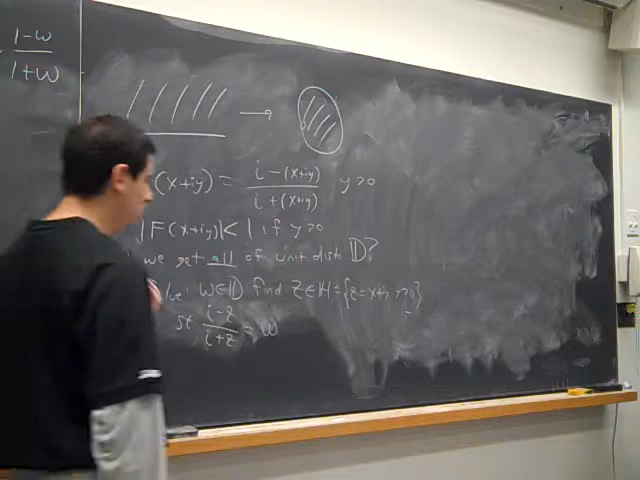 1-w
1+w
(x+iy) = i-(x+iy) / i+(x+iy) y>0
|F(x+iy)|<1 if y>0
we get all of unit disk 𝔻?
w∈𝔻 find z∈ℍ={z=x+iy: y>0}
st i-z / i+z = w